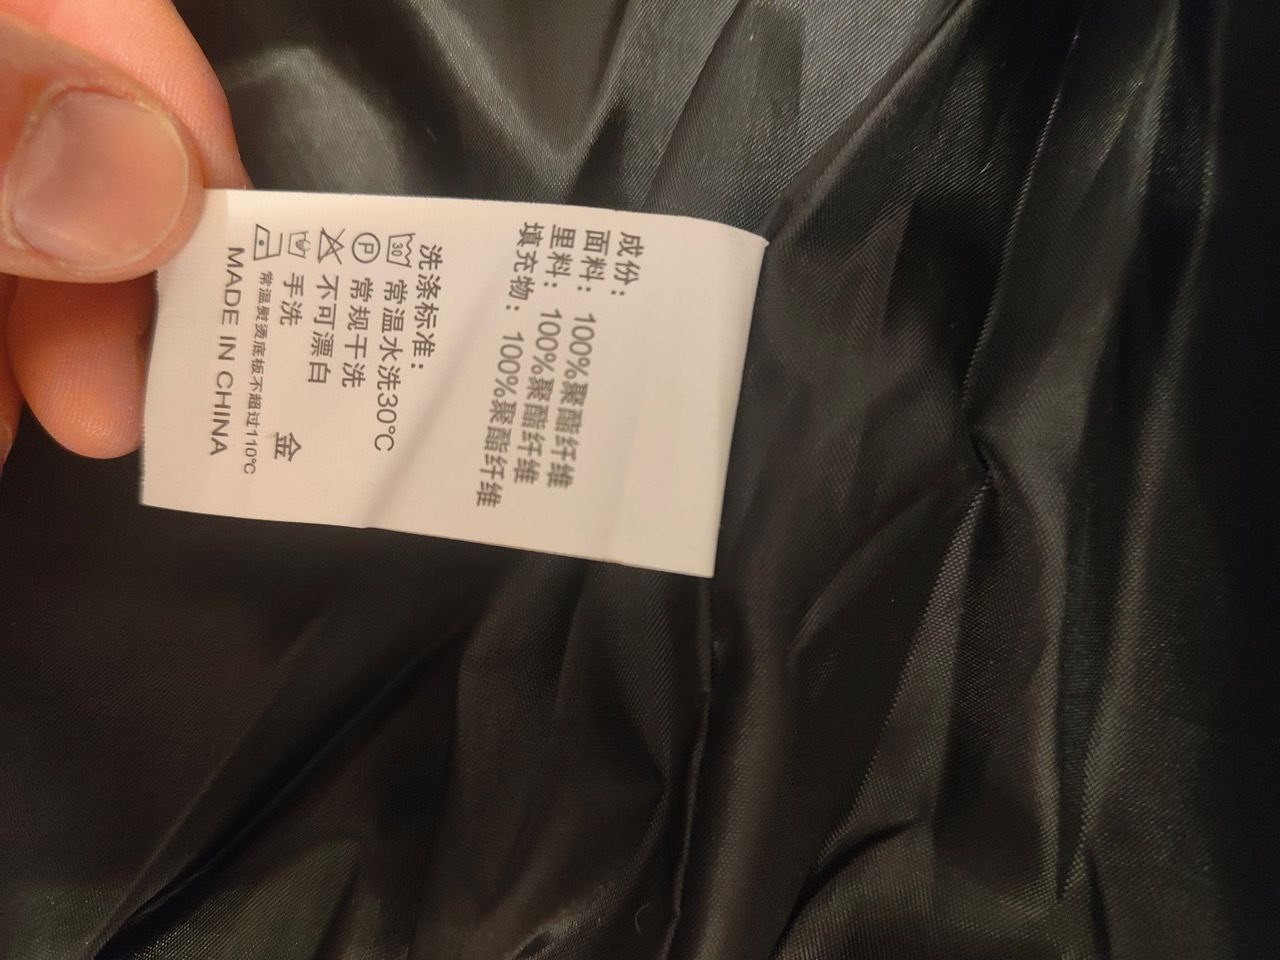 成份：
面料： 100%聚酯纤维
里料： 100%聚酯纤维
填充物： 100%聚酯纤维
洗涤标准：
30 常温水洗30°C
P 常规干洗
不可漂白
手洗 金
常温熨烫底板不超过110°C
MADE IN CHINA